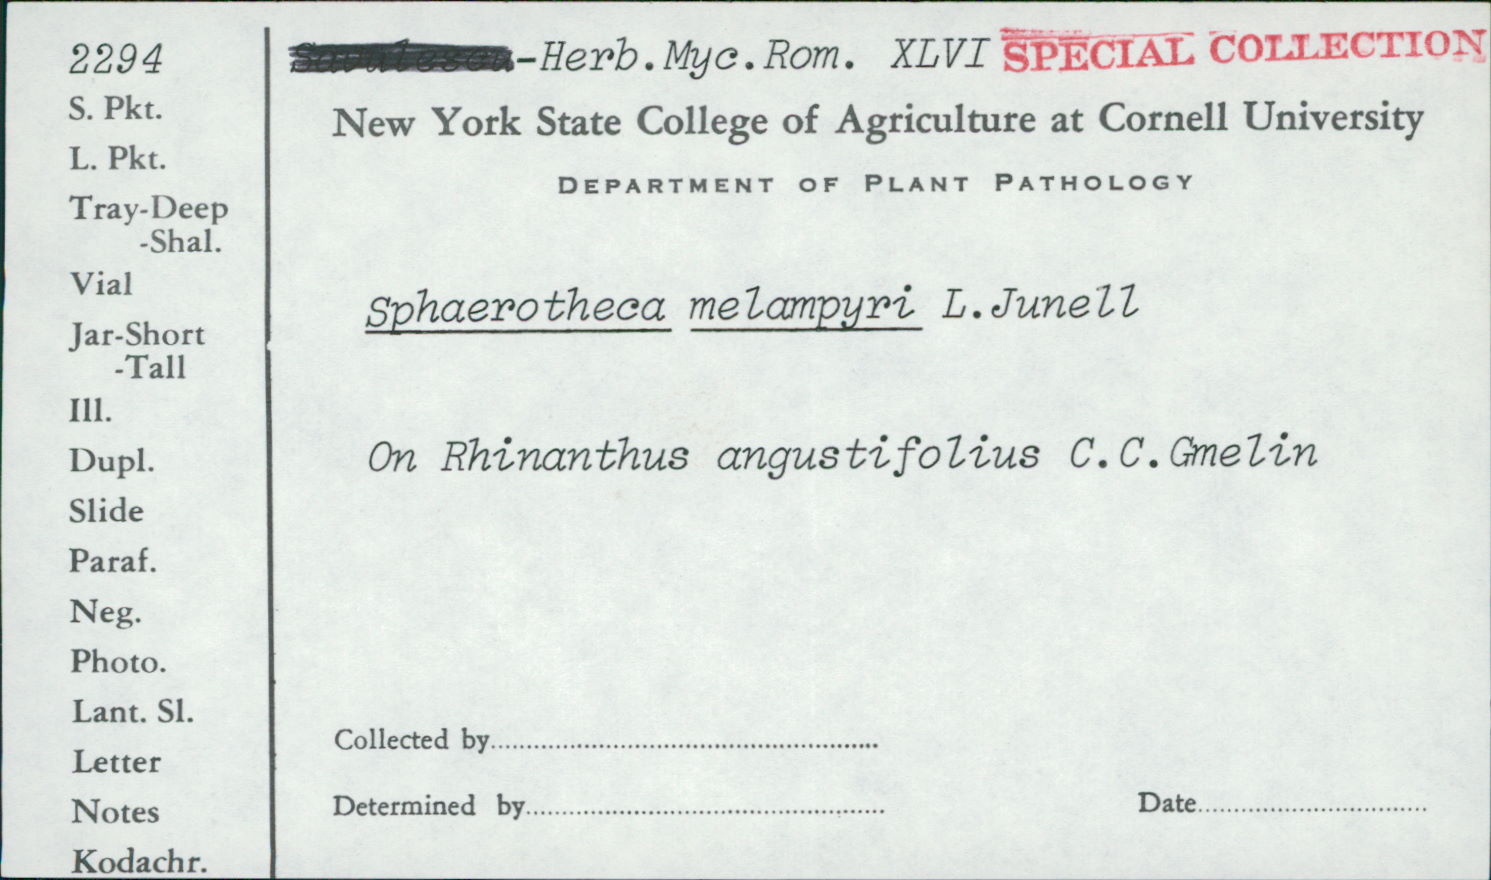 2294
S. Pkt.
L. Pkt.
Tray-Deep
-Shal.
Vial
Jar-Short
-Tall
Ill.
Dupl.
Slide
Paraf.
Neg.
Photo.
Lant. Sl.
Letter
Notes
Kodachr.
-Herb.Myc.Rom. XLVI SPECIAL COLLECTION
New York State College of Agriculture at Cornell University
DEPARTMENT OF PLANT PATHOLOGY
Sphaerotheca melampyri L.Junell
On Rhinanthus angustifolius C.C.Gmelin
Collected by
Determined by
Date